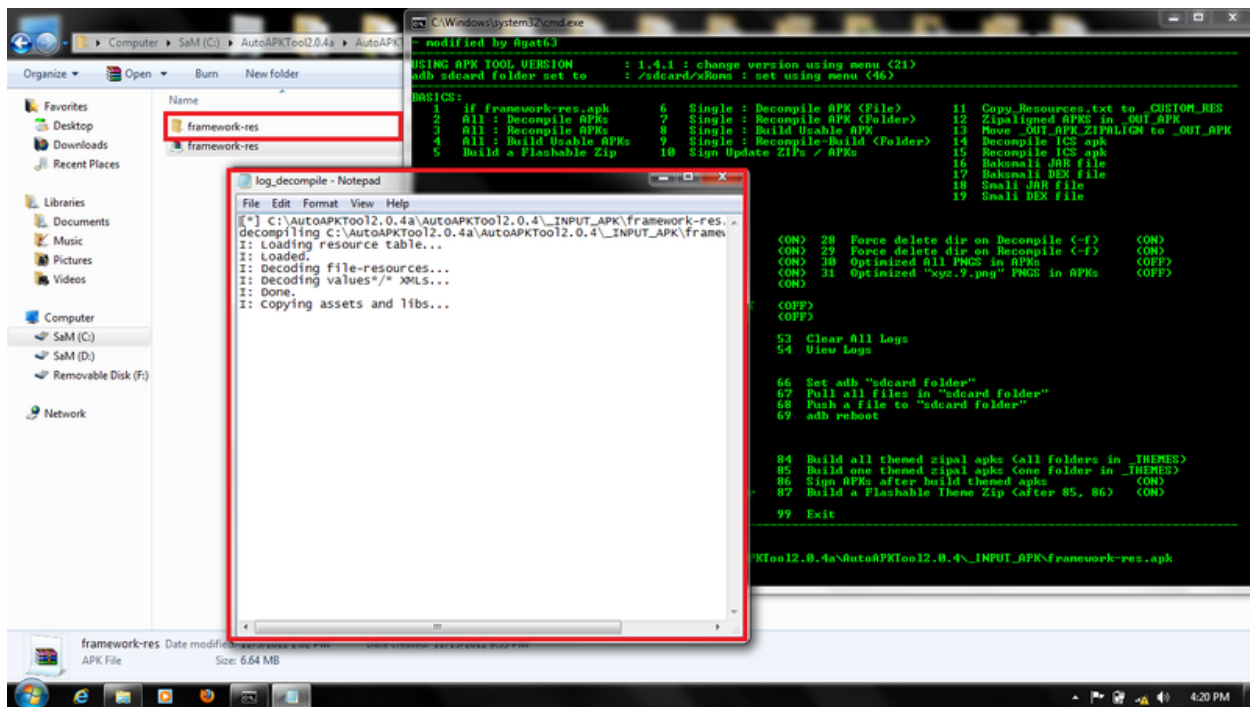 C:\Windows\system32\cmd.exe
Computer ▸ SaM (C:) ▸ AutoAPKTool2.0.4a ▸ AutoAPKT
- modified by Agat63
USING APK TOOL VERSION : 1.4.1 : change version using menu (21)
adb sdcard folder set to : /sdcard/xRoms : set using menu (46)
Organize
Open
Burn
New folder
Favorites
Desktop
Downloads
Recent Places
Libraries
Documents
Music
Pictures
Videos
Computer
SaM (C:)
SaM (D:)
Removable Disk (F:)
Network
Name
framework-res
framework-res
BASICS:
1 if framework-res.apk 6 Single : Decompile APK (File) 11 Copy_Resources.txt to _CUSTOM_RES
2 All : Decompile APKs 7 Single : Decompile APK (Folder) 12 Zipaligned APKS in _OUT_APK
3 All : Recompile APKs 8 Single : Build Usable APK 13 Move _OUT_APK_ZIPALIGN to _OUT_APK
4 All : Build Usable APKs 9 Single : Recompile-Build (Folder) 14 Decompile ICS apk
5 Build a Flashable Zip 10 Sign Update ZIPs / APKs 15 Recompile ICS apk
16 Baksmali JAR file
17 Baksmali DEX file
18 Smali JAR file
19 Smali DEX file
(ON) 28 Force delete dir on Decompile (-f) (ON)
(ON) 29 Force delete dir on Recompile (-f) (ON)
(ON) 30 Optimized All PNGS in APKs (OFF)
(ON) 31 Optimized "xyz.9.png" PNGS in APKs (OFF)
(ON)
(OFF)
(OFF)
53 Clear All Logs
54 View Logs
66 Set adb "sdcard folder"
67 Pull all files in "sdcard folder"
68 Push a file to "sdcard folder"
69 adb reboot
84 Build all themed zipal apks (all folders in _THEMES)
85 Build one themed zipal apks (one folder in _THEMES)
86 Sign APKs after build themed apks (ON)
87 Build a Flashable Theme Zip (after 85, 86) (ON)
99 Exit
PKTool2.0.4a\AutoAPKTool2.0.4\_INPUT_APK\framework-res.apk
log_decompile - Notepad
File Edit Format View Help
[*] C:\AutoAPKTool2.0.4a\AutoAPKTool2.0.4\_INPUT_APK\framework-res.
decompiling C:\AutoAPKTool2.0.4a\AutoAPKTool2.0.4\_INPUT_APK\framew
I: Loading resource table...
I: Loaded.
I: Decoding file-resources...
I: Decoding values*/* XMLs...
I: Done.
I: Copying assets and libs...
framework-res Date modified
APK File Size: 6.64 MB
4:20 PM